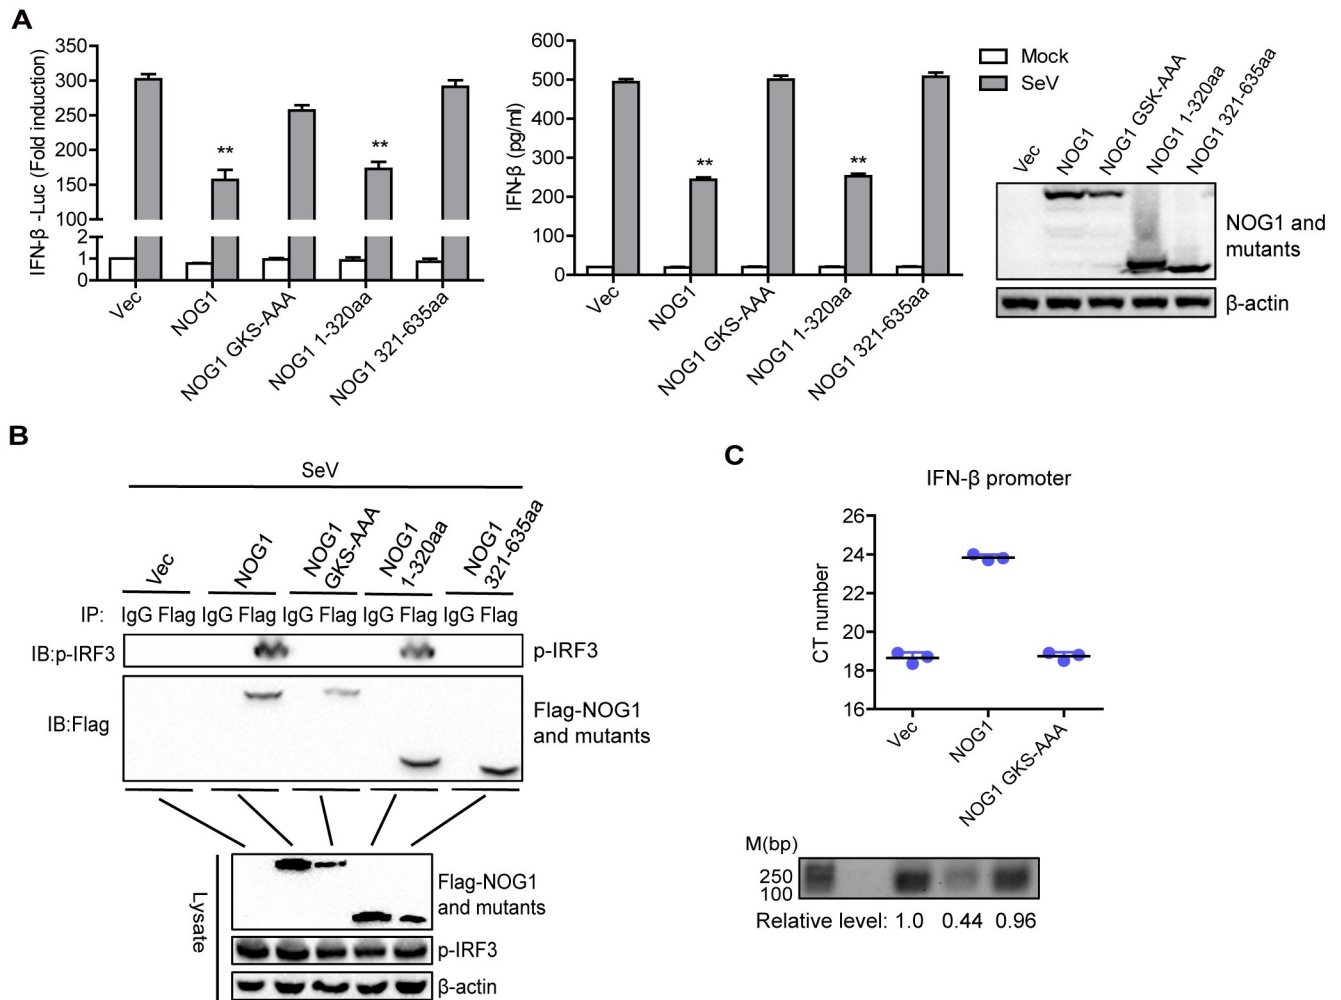 A
IFN-β -Luc (Fold induction)
350
300
250
200
150
100
2
1
0
**
**
Vec
NOG1
NOG1 GKS-AAA
NOG1 1-320aa
NOG1 321-635aa
IFN-β (pg/ml)
600
500
400
300
200
100
0
**
**
Vec
NOG1
NOG1 GKS-AAA
NOG1 1-320aa
NOG1 321-635aa
Mock
SeV
Vec
NOG1
NOG1 GSK-AAA
NOG1 1-320aa
NOG1 321-635aa
NOG1 and
mutants
β-actin
B
SeV
Vec
NOG1
NOG1
GKS-AAA
NOG1
1-320aa
NOG1
321-635aa
IP: IgG Flag IgG Flag IgG Flag IgG Flag IgG Flag
IB:p-IRF3
p-IRF3
IB:Flag
Flag-NOG1
and mutants
Lysate
Flag-NOG1
and mutants
p-IRF3
β-actin
C
IFN-β promoter
CT number
26
24
22
20
18
16
Vec
NOG1
NOG1 GKS-AAA
M(bp)
250
100
Relative level: 1.0 0.44 0.96